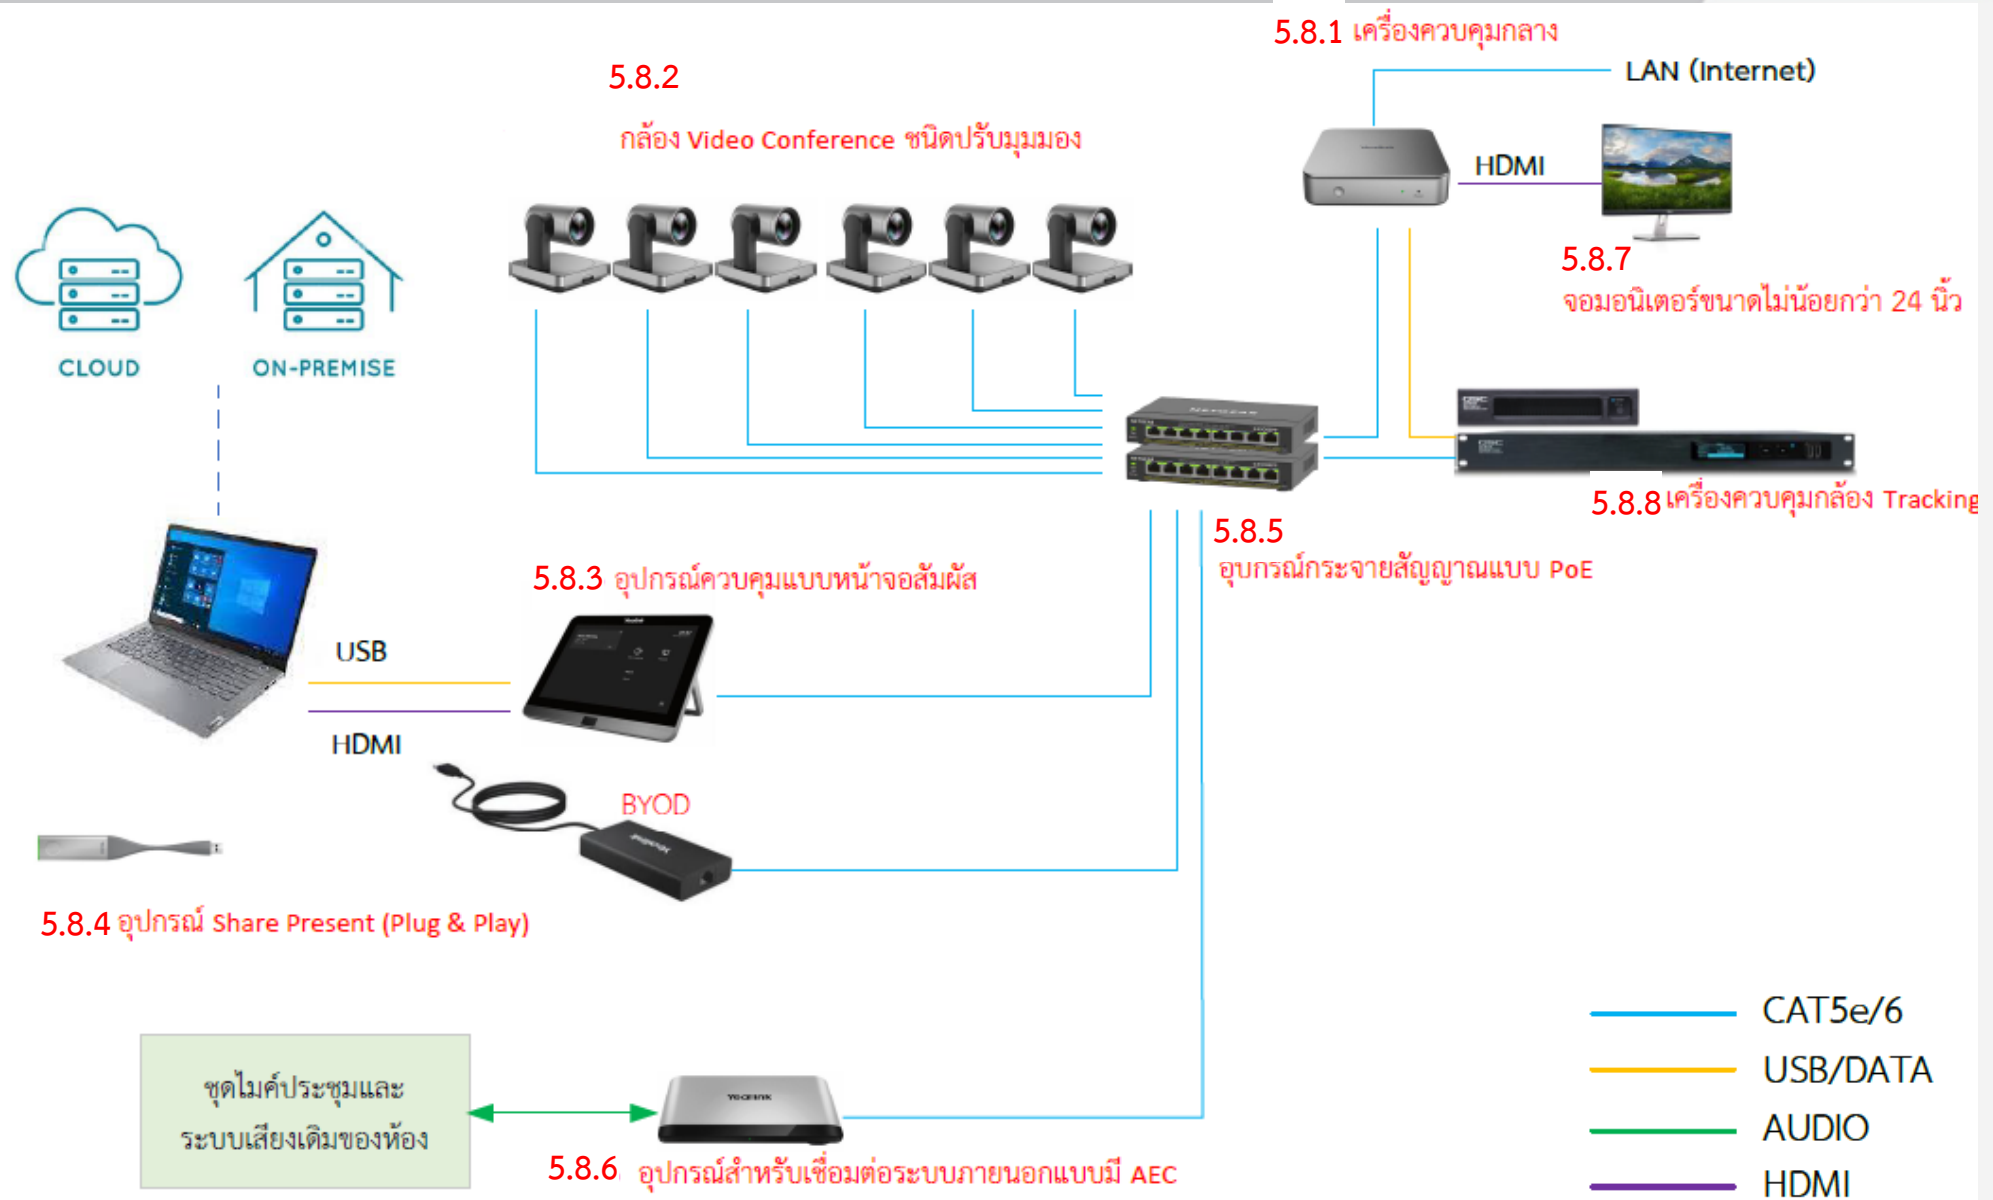 5.8.1 เครื่องควบคุมกลาง
LAN (Internet)
5.8.2
กล้อง Video Conference ชนิดปรับมุมมอง
HDMI
5.8.7
จอมอนิเตอร์ขนาดไม่น้อยกว่า 24 นิ้ว
CLOUD
ON-PREMISE
NETGEAR
5.8.8 เครื่องควบคุมกล้อง Tracking
5.8.5
อุบกรณ์กระจายสัญญาณแบบ PoE
5.8.3 อุปกรณ์ควบคุมแบบหน้าจอสัมผัส
USB
HDMI
BYOD
Yealink
5.8.4 อุปกรณ์ Share Present (Plug & Play)
ชุดไมค์ประชุมและ
ระบบเสียงเดิมของห้อง
Yealink
5.8.6 อุปกรณ์สำหรับเชื่อมต่อระบบภายนอกแบบมี AEC
CAT5e/6
USB/DATA
AUDIO
HDMI